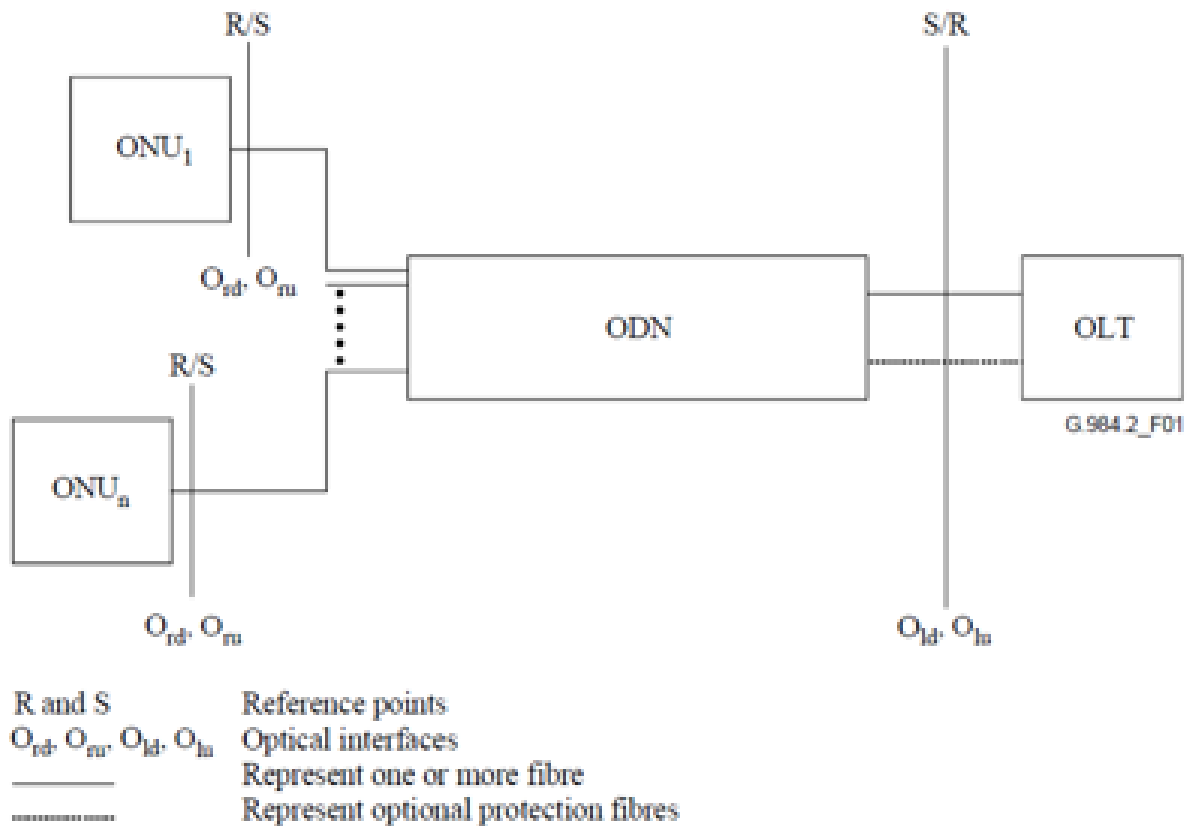 R/S
S/R
ONU1
Ord, Oru
ODN
OLT
R/S
G.984.2_F01
ONUn
Ord, Oru
Old, Olu
R and S Reference points
Ord, Oru, Old, Olu Optical interfaces
Represent one or more fibre
Represent optional protection fibres